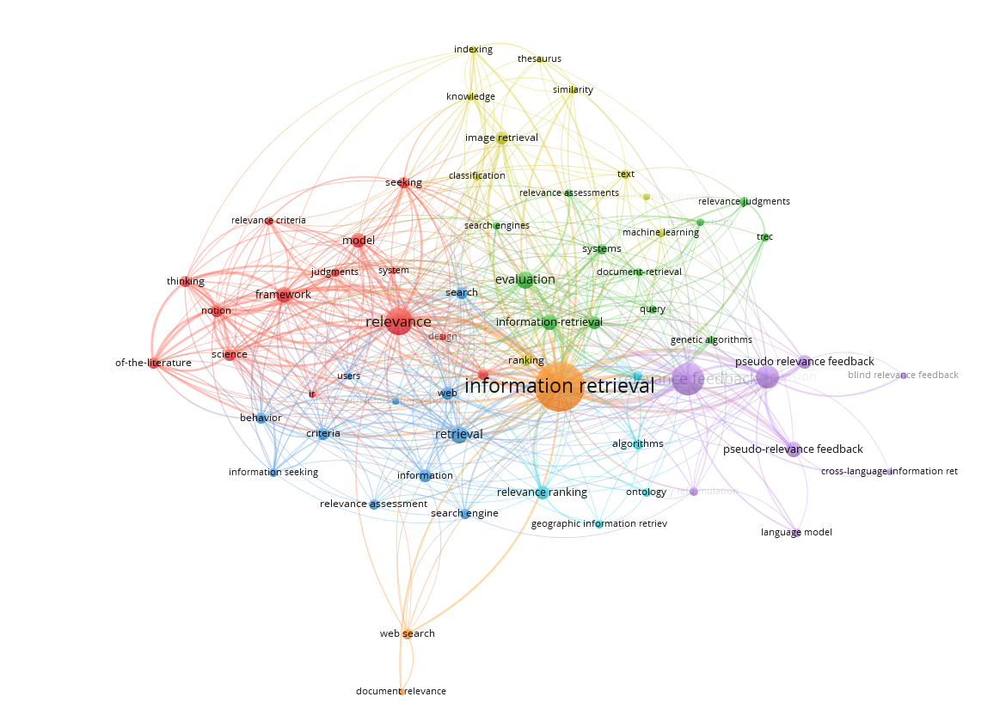 indexing
thesaurus
similarity
knowledge
image retrieval
classification
text
seeking
relevance assessments
relevance judgments
relevance criteria
search engines
machine learning
trec
model
systems
judgments
system
document-retrieval
thinking
evaluation
framework
search
notion
query
relevance
information-retrieval
design
genetic algorithms
of-the-literature
science
ranking
pseudo relevance feedback
users
relevance feedback
blind relevance feedback
information retrieval
ir
web
behavior
criteria
retrieval
algorithms
pseudo-relevance feedback
information seeking
information
cross-language information ret
relevance assessment
relevance ranking
ontology
search engine
geographic information retriev
language model
web search
document relevance